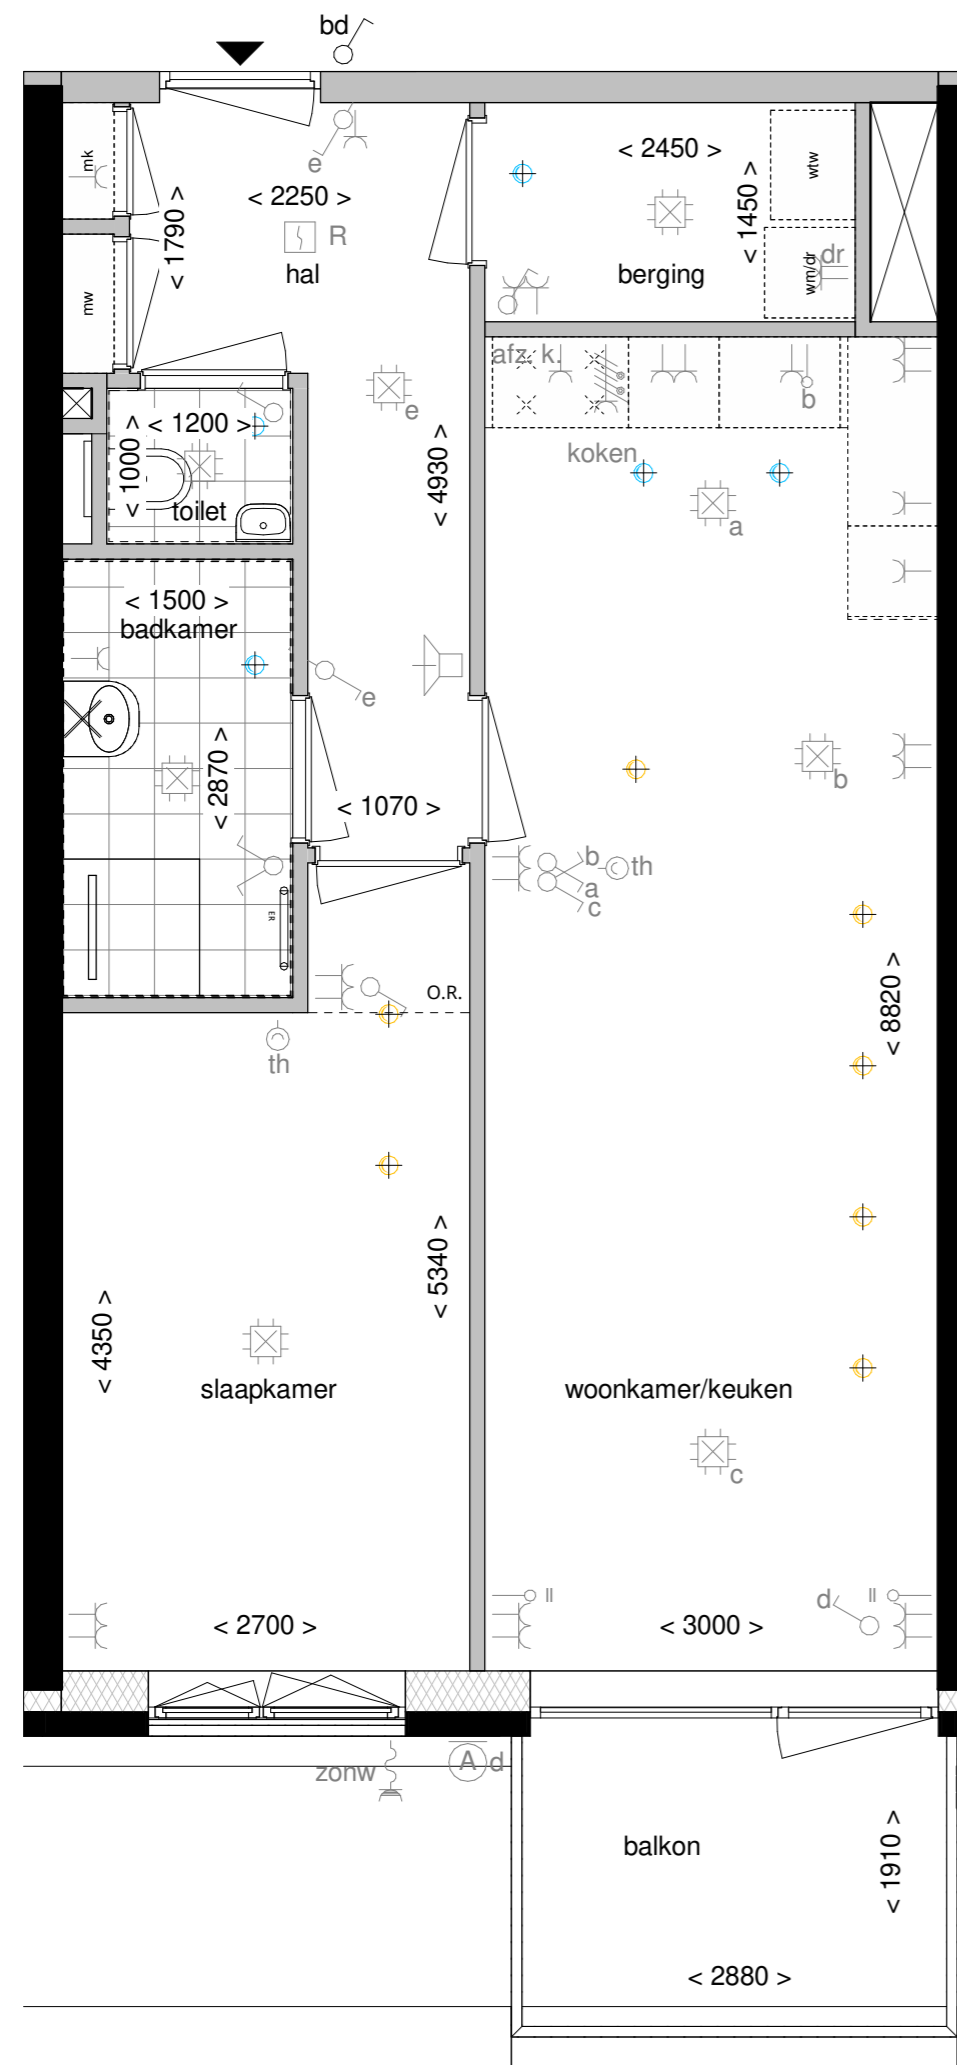 bd
mk
e
< 2450 >
wtw
< 1790 >
< 2250 >
R
hal
< 1450 >
berging
dr
wm/dr
mw
afz. k.
e
b
< 1200 >
< 1000 >
toilet
< 4930 >
koken
a
< 1500 >
badkamer
e
< 2870 >
< 1070 >
b
b
a
c
th
ER
O.R.
th
< 8820 >
< 5340 >
< 4350 >
slaapkamer
woonkamer/keuken
c
< 2700 >
II
< 3000 >
d
II
zonw
A
d
balkon
< 1910 >
< 2880 >